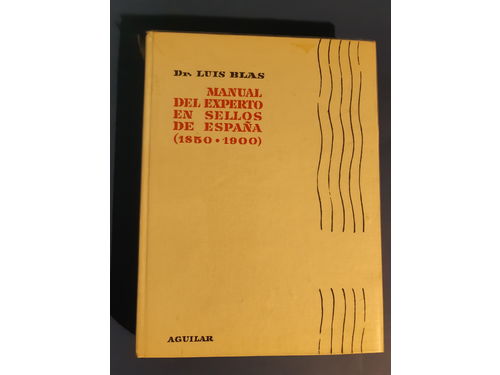 Dr. LUIS BLAS
MANUAL
DEL EXPERTO
EN SELLOS
DE ESPAÑA
(1850 • 1900)
AGUILAR